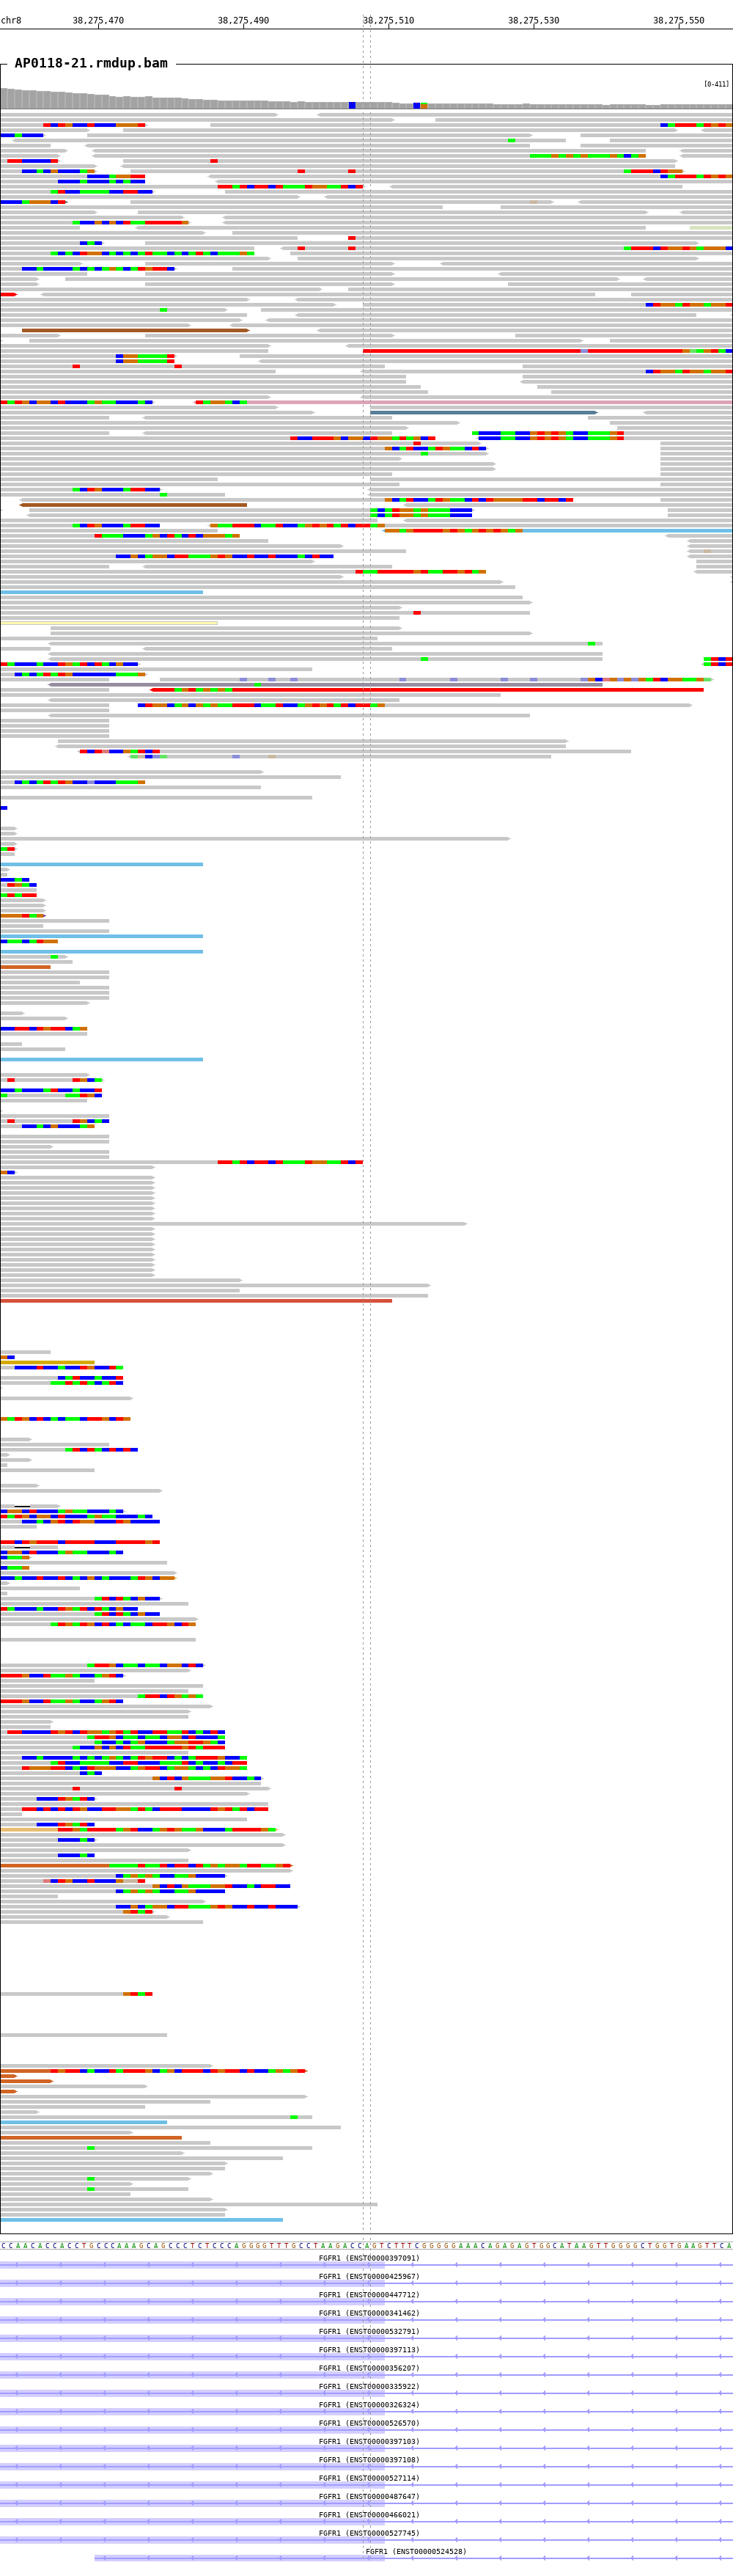 chr8 38,275,470 38,275,490 38,275,510 38,275,530 38,275,550
AP0118-21.rmdup.bam
[0-411]
CCAACACCACCTGCCCAAAGCAGCCCTCTCCCAGGGGTTTGCCTAAGACCAGTCTTTCGGGGGAAACAGAGAGTGGCATAAGTTGGGGCTGGTGAAGTTCA
FGFR1 (ENST00000397091)
FGFR1 (ENST00000425967)
FGFR1 (ENST00000447712)
FGFR1 (ENST00000341462)
FGFR1 (ENST00000532791)
FGFR1 (ENST00000397113)
FGFR1 (ENST00000356207)
FGFR1 (ENST00000335922)
FGFR1 (ENST00000326324)
FGFR1 (ENST00000526570)
FGFR1 (ENST00000397103)
FGFR1 (ENST00000397108)
FGFR1 (ENST00000527114)
FGFR1 (ENST00000487647)
FGFR1 (ENST00000466021)
FGFR1 (ENST00000527745)
FGFR1 (ENST00000524528)